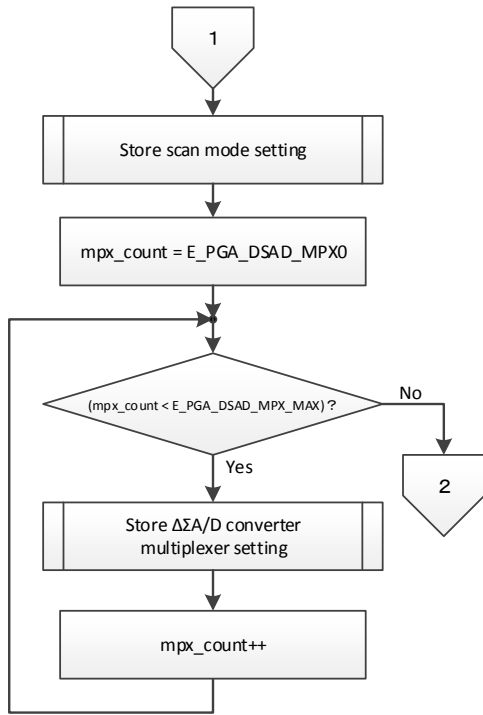 1
Store scan mode setting
mpx_count = E_PGA_DSAD_MPX0
(mpx_count < E_PGA_DSAD_MPX_MAX)？
No
Yes
2
Store ΔΣA/D converter
multiplexer setting
mpx_count++